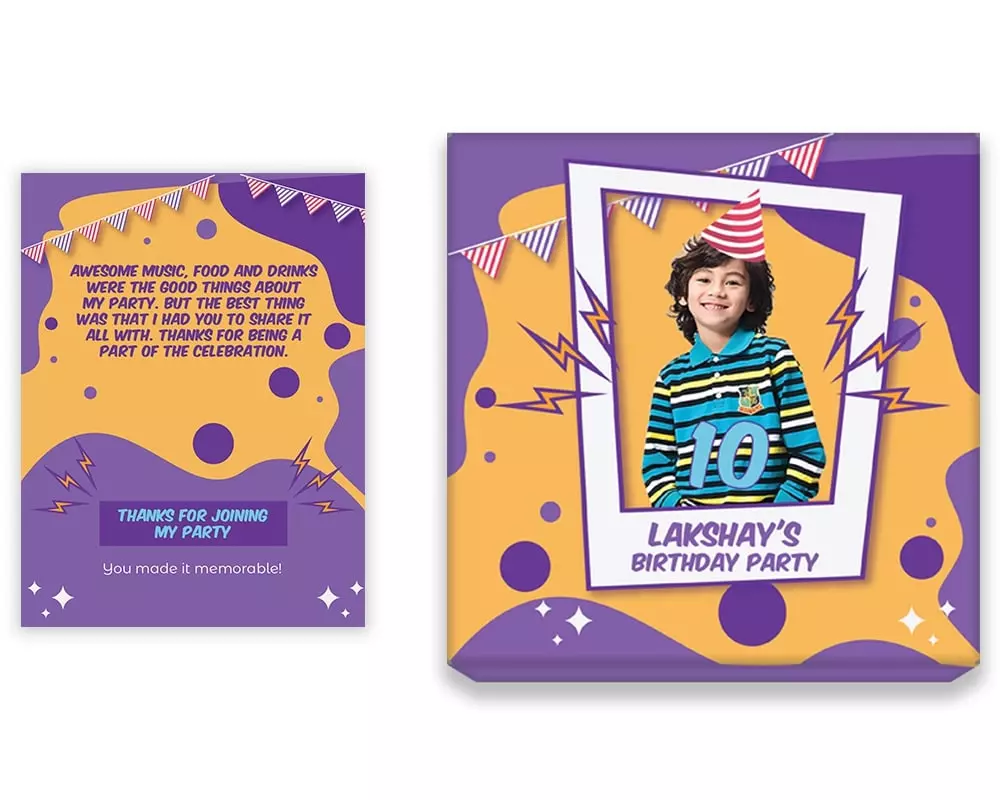 AWESOME MUSIC, FOOD AND DRINKS
WERE THE GOOD THINGS ABOUT
MY PARTY. BUT THE BEST THING
WAS THAT I HAD YOU TO SHARE IT
ALL WITH. THANKS FOR BEING A
PART OF THE CELEBRATION.
THANKS FOR JOINING
MY PARTY
You made it memorable!
10
LAKSHAY'S
BIRTHDAY PARTY